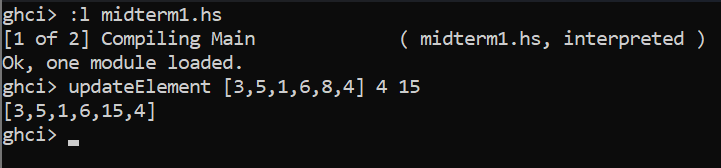 ghci> :l midterm1.hs
[1 of 2] Compiling Main             ( midterm1.hs, interpreted )
Ok, one module loaded.
ghci> updateElement [3,5,1,6,8,4] 4 15
[3,5,1,6,15,4]
ghci>